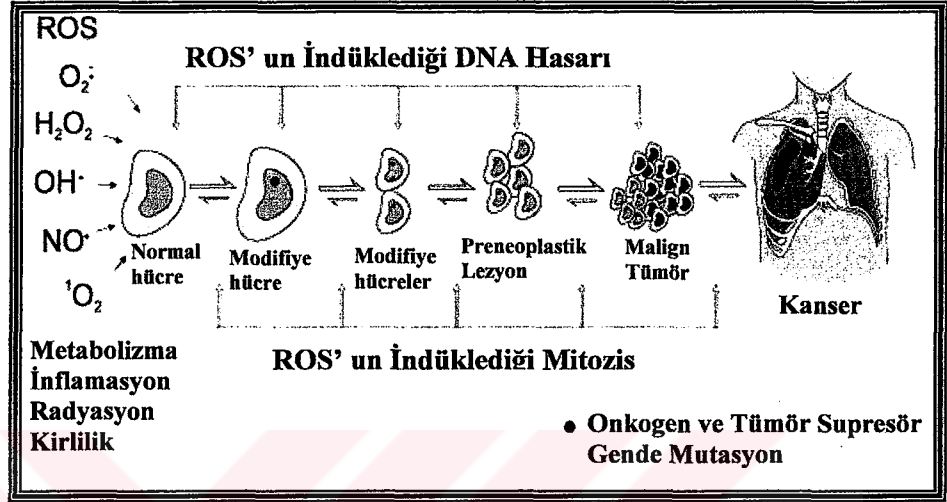 ROS
ROS' un İndüklediği DNA Hasarı
O₂·̄
H₂O₂
OH·
NO·
¹O₂
Normal
hücre
Modifiye
hücre
Modifiye
hücreler
Preneoplastik
Lezyon
Malign
Tümör
Kanser
ROS' un İndüklediği Mitozis
Metabolizma
İnflamasyon
Radyasyon
Kirlilik
● Onkogen ve Tümör Supresör
Gende Mutasyon